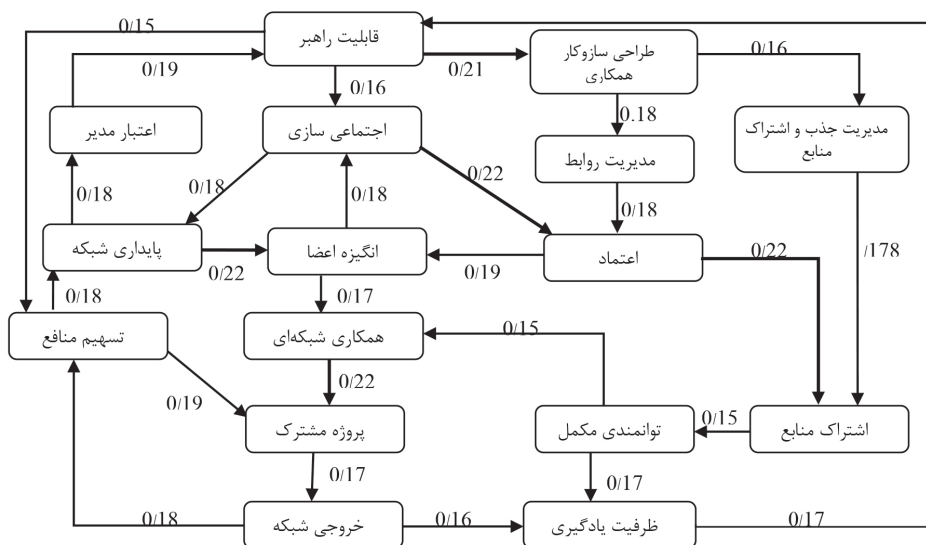 0/15
قابلیت راهبر
طراحی سازوکار
همکاری
0/16
0/19
0/21
0/16
اعتبار مدیر
اجتماعی سازی
0.18
مدیریت جذب و اشتراک
منابع
مدیریت روابط
0/18
0/18
0/18
0/22
0/18
پایداری شبکه
انگیزه اعضا
اعتماد
0/22
/178
0/22
0/19
0/18
0/17
تسهیم منافع
همکاری شبکه‌ای
0/15
0/22
0/19
پروژه مشترک
توانمندی مکمل
0/15
اشتراک منابع
0/17
0/17
0/18
خروجی شبکه
0/16
ظرفیت یادگیری
0/17